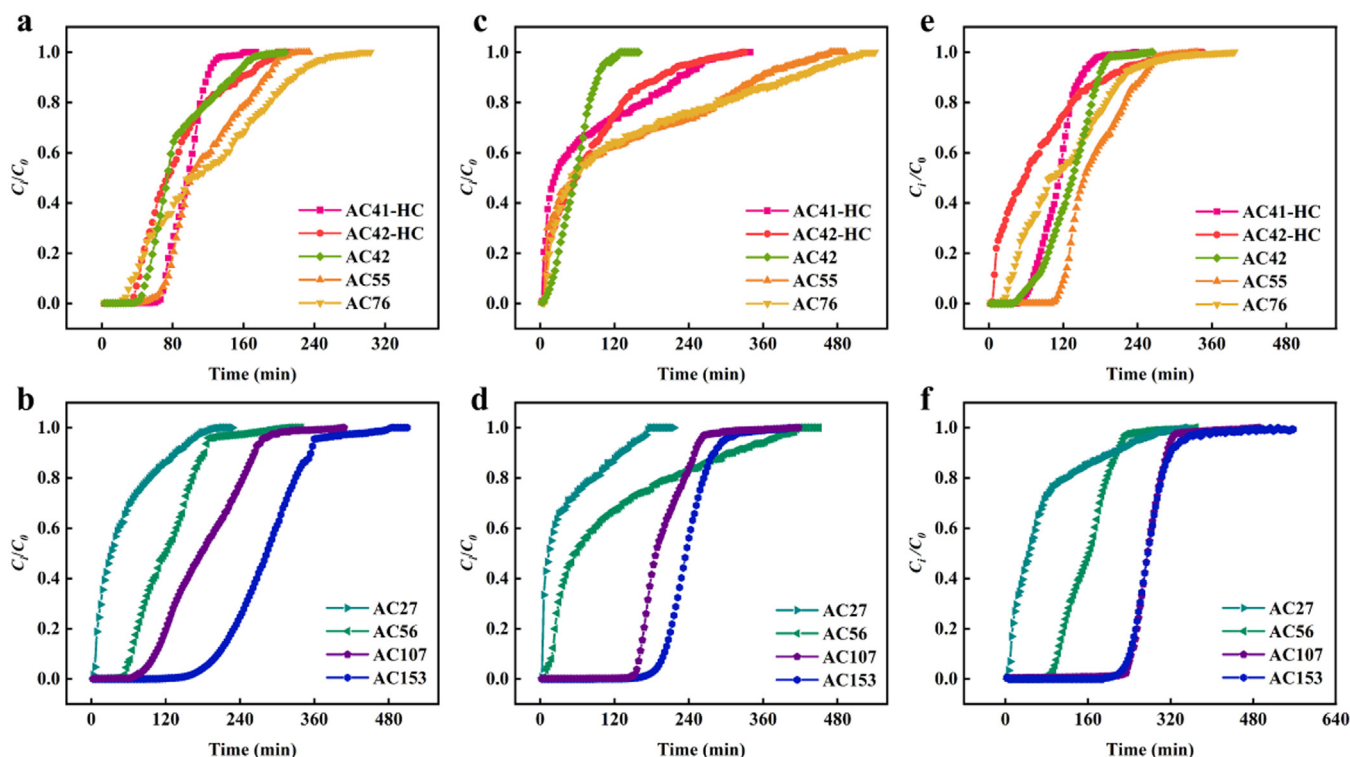 a
1.0
0.8
0.6
0.4
0.2
0.0
Ci/C0
AC41-HC
AC42-HC
AC42
AC55
AC76
0 80 160 240 320
Time (min)
c
1.0
0.8
0.6
0.4
0.2
0.0
Ci/C0
AC41-HC
AC42-HC
AC42
AC55
AC76
0 120 240 360 480
Time (min)
e
1.0
0.8
0.6
0.4
0.2
0.0
Ci/C0
AC41-HC
AC42-HC
AC42
AC55
AC76
0 120 240 360 480
Time (min)
b
1.0
0.8
0.6
0.4
0.2
0.0
Ci/C0
AC27
AC56
AC107
AC153
0 120 240 360 480
Time (min)
d
1.0
0.8
0.6
0.4
0.2
0.0
Ci/C0
AC27
AC56
AC107
AC153
0 120 240 360 480
Time (min)
f
1.0
0.8
0.6
0.4
0.2
0.0
Ci/C0
AC27
AC56
AC107
AC153
0 160 320 480 640
Time (min)